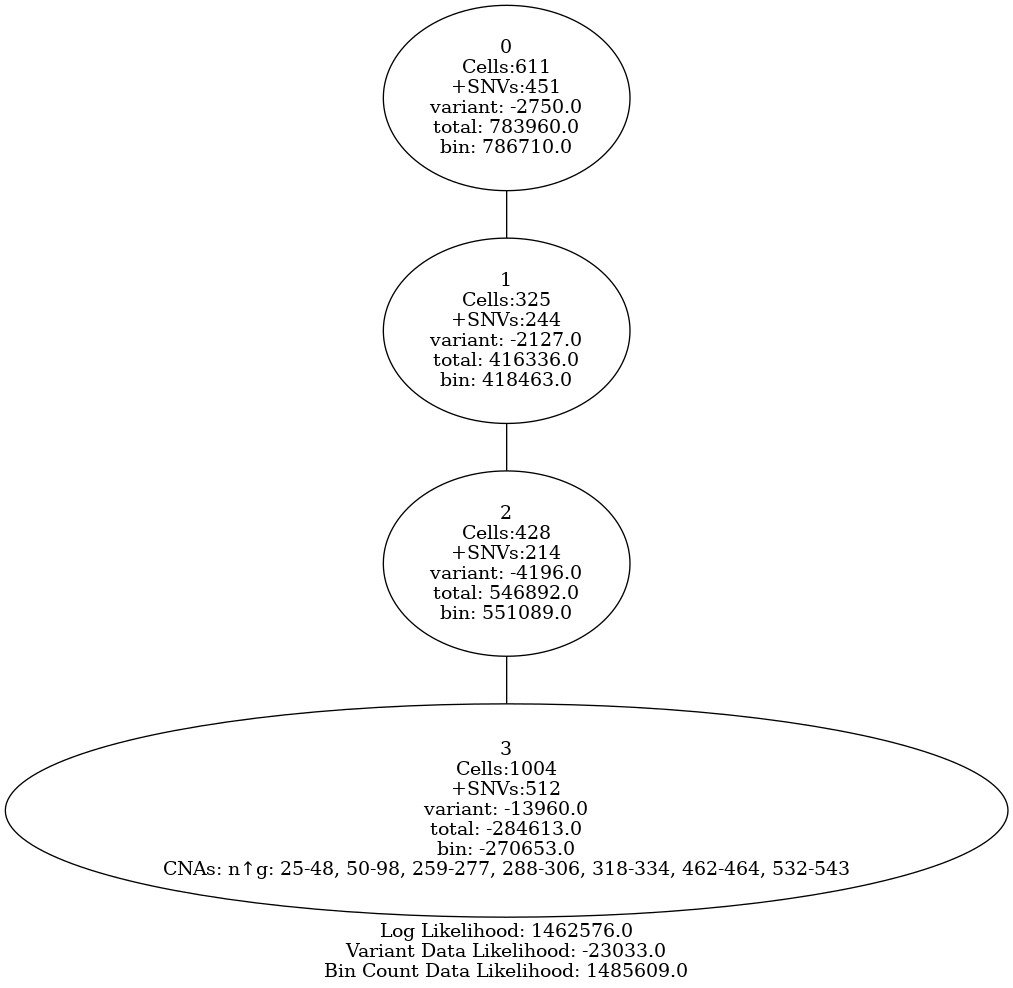 0
Cells:611
+SNVs:451
variant: -2750.0
total: 783960.0
bin: 786710.0
1
Cells:325
+SNVs:244
variant: -2127.0
total: 416336.0
bin: 418463.0
2
Cells:428
+SNVs:214
variant: -4196.0
total: 546892.0
bin: 551089.0
3
Cells:1004
+SNVs:512
variant: -13960.0
total: -284613.0
bin: -270653.0
CNAs: n↑g: 25-48, 50-98, 259-277, 288-306, 318-334, 462-464, 532-543
Log Likelihood: 1462576.0
Variant Data Likelihood: -23033.0
Bin Count Data Likelihood: 1485609.0